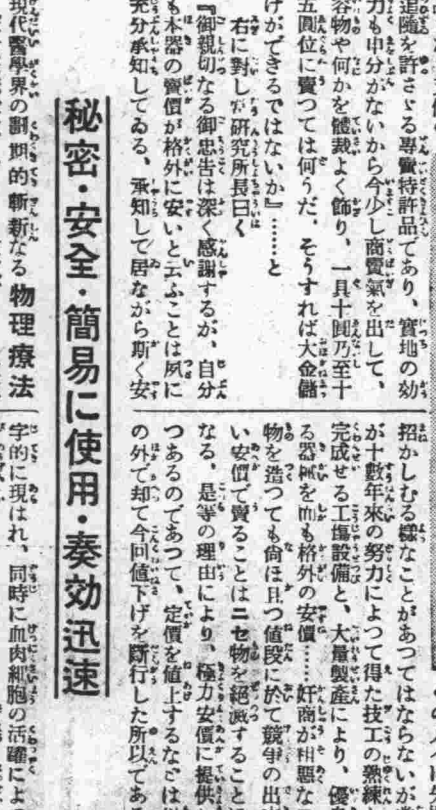 追随を許さゞる專賣特許品であり、實地の効
力も申分がないから今少し商賣氣を出して、
容物や何かを體裁よく飾り、一具十圓乃至十
五圓位に賣つては何うだ、そうすれば大金儲
けができるではないか』………と
右に對し研究所長曰く
『御親切なる御忠告は深く感謝するが、自分
も本器の賣價が格外に安いと云ふことは夙に
充分承知してゐる、承知して居ながら斯く安
招かしむる樣なことがあつてはならない
が十數年來の努力によつて得た技工の熟練
完成せる工塲設備と、大量製產により、優
る器械を而も格外の安價……奸商が粗惡な
物を造つても尙ほ且つ値段に於て競爭の出
い安價で賣ることはニセ物を絕滅すること
なる、是等の理由により、極力安價に提供
つあるのであつて、定價を値上するなどは
の外で却て今回値下げを斷行した所以であ
秘密・安全・簡易に使用・奏効迅速
現代醫學界の劃期的斬新なる物理療法
字的に現はれ、同時に血肉細胞の活躍によ